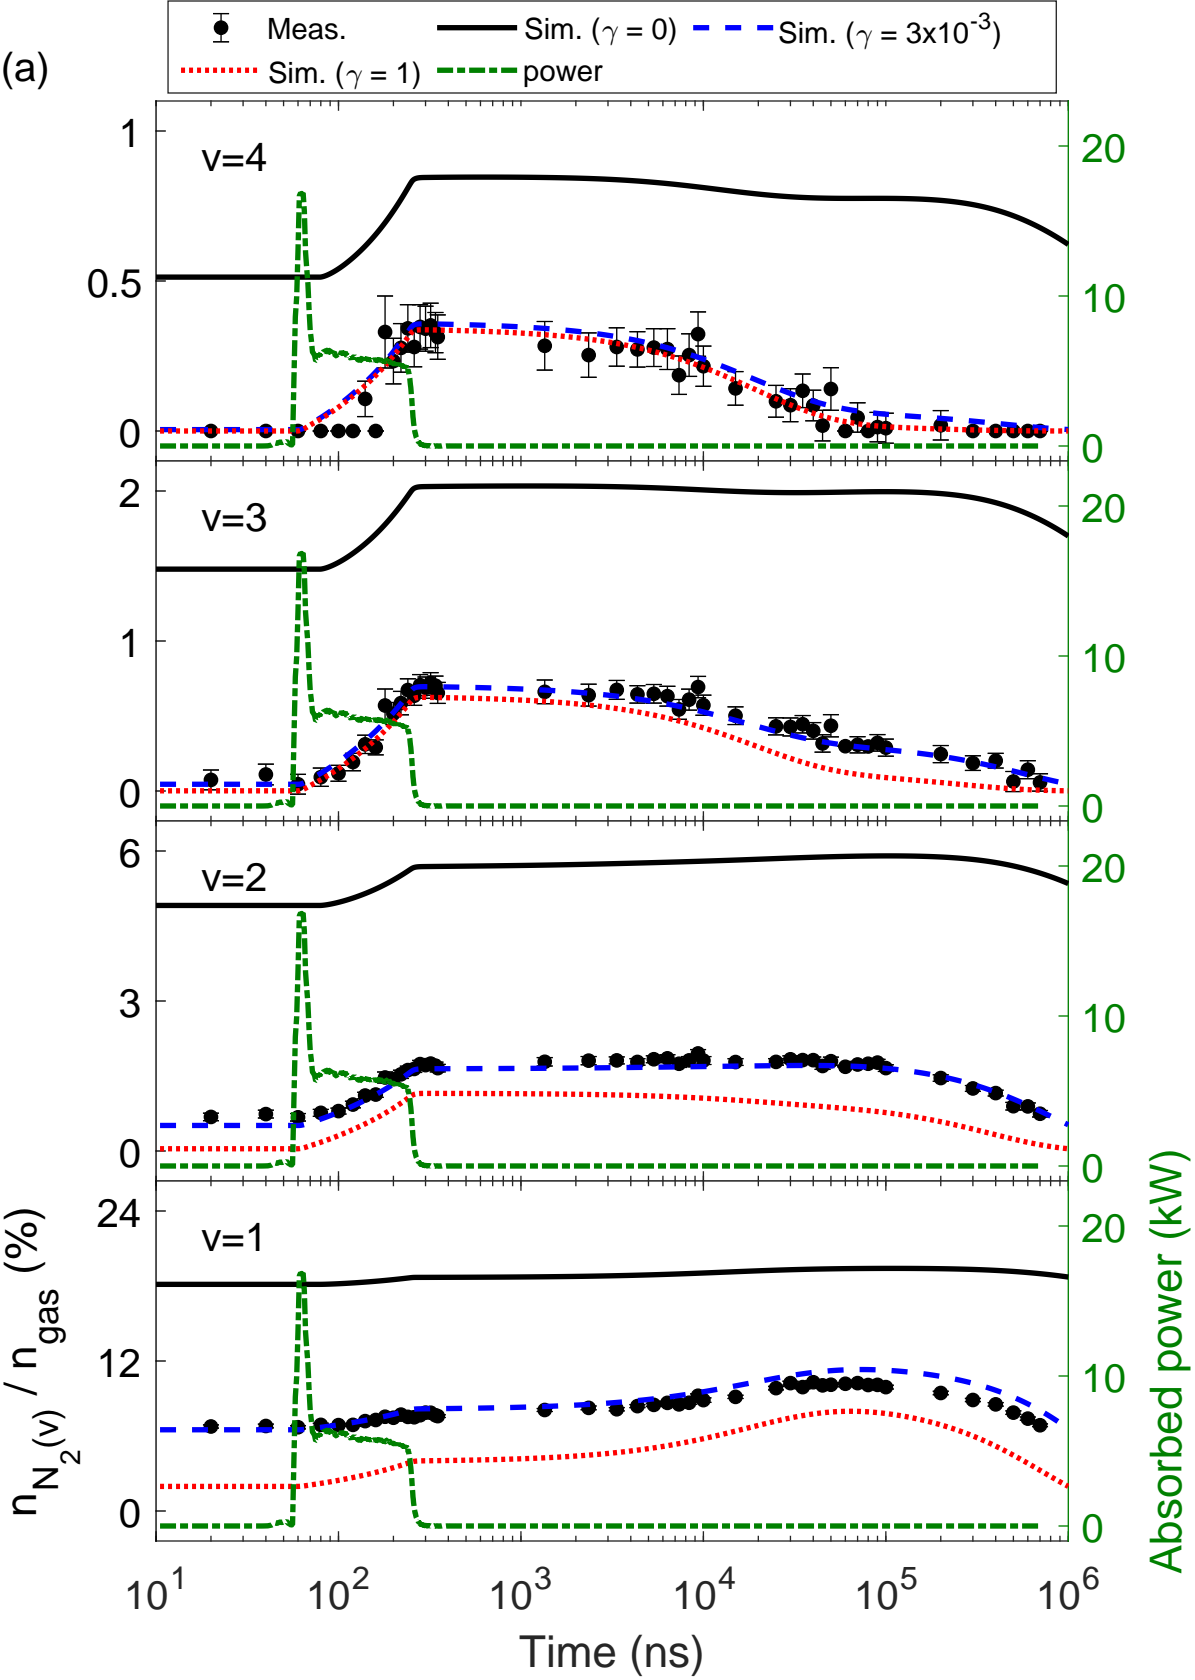 Meas. Sim. (γ = 0) Sim. (γ = 3x10⁻³)
(a) Sim. (γ = 1) power
v=4
1
0.5
0
20
10
0
v=3
2
1
0
20
10
0
v=2
6
3
0
20
10
0
v=1
24
12
0
20
10
0
n_N₂(v) / n_gas (%)
Absorbed power (kW)
10¹ 10² 10³ 10⁴ 10⁵ 10⁶
Time (ns)